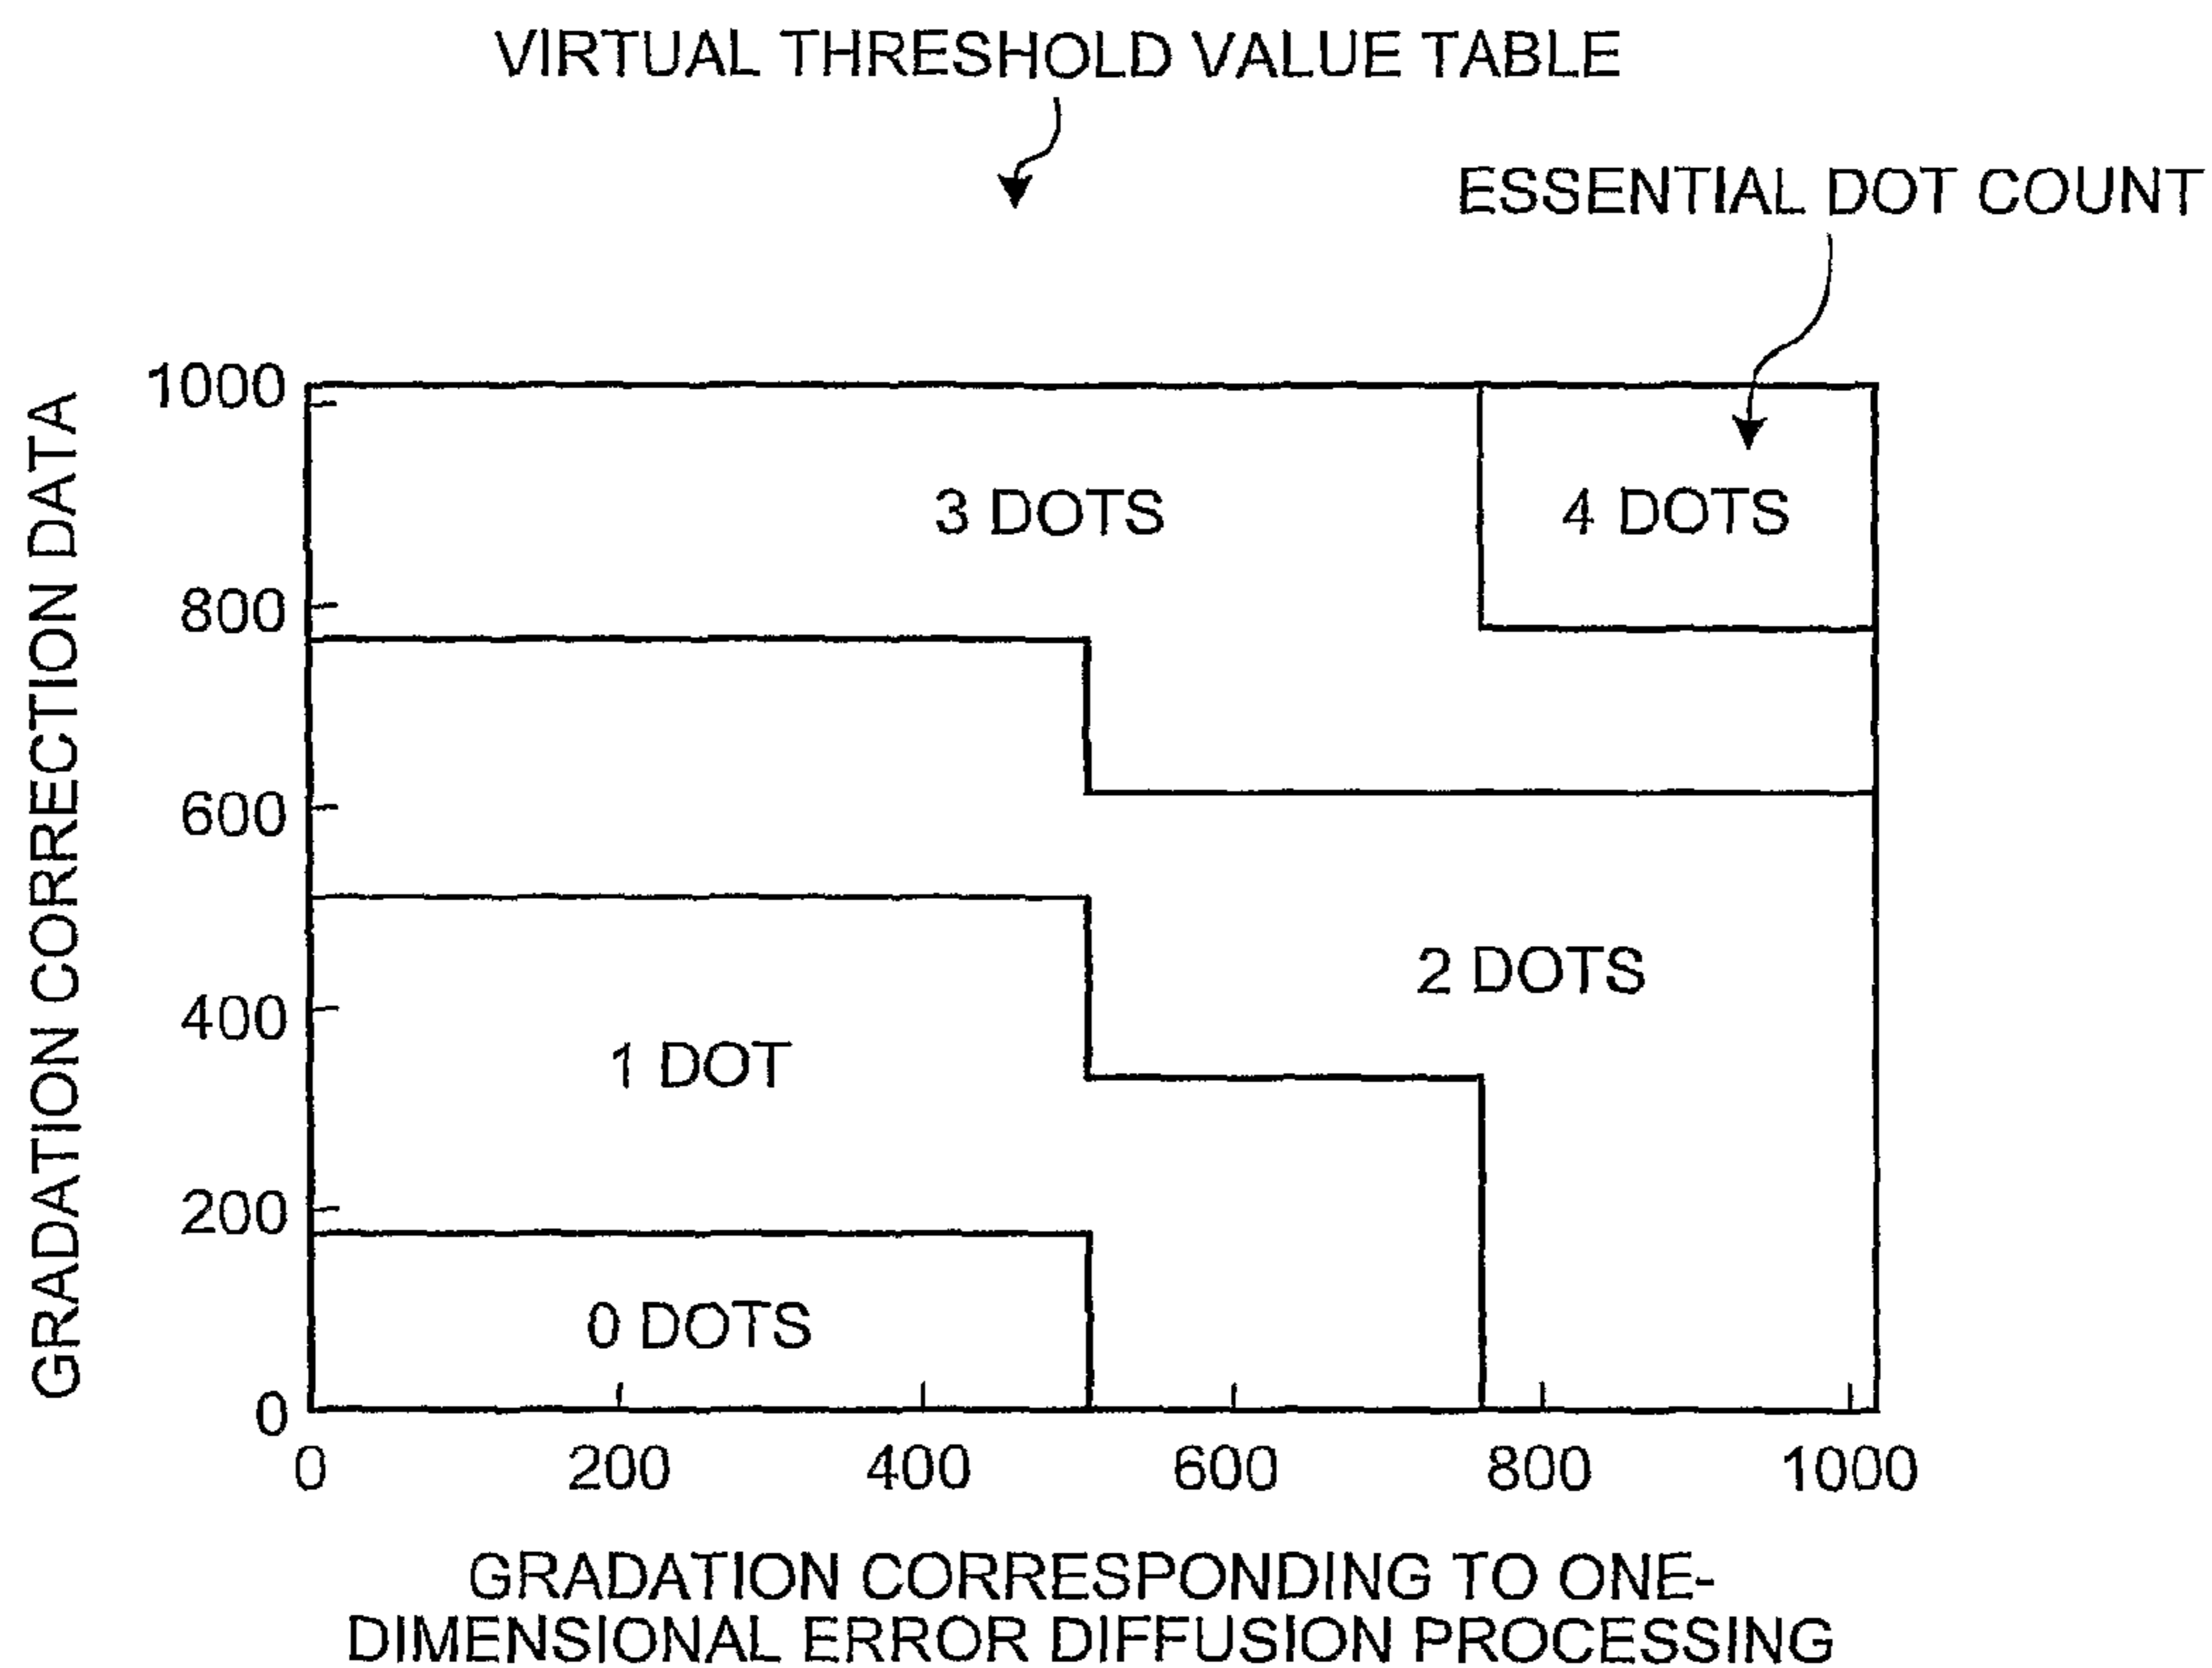 VIRTUAL THRESHOLD VALUE TABLE
ESSENTIAL DOT COUNT
GRADATION CORRECTION DATA
1000
800
600
400
200
0
3 DOTS
4 DOTS
2 DOTS
1 DOT
0 DOTS
0 200 400 600 800 1000
GRADATION CORRESPONDING TO ONE-
DIMENSIONAL ERROR DIFFUSION PROCESSING